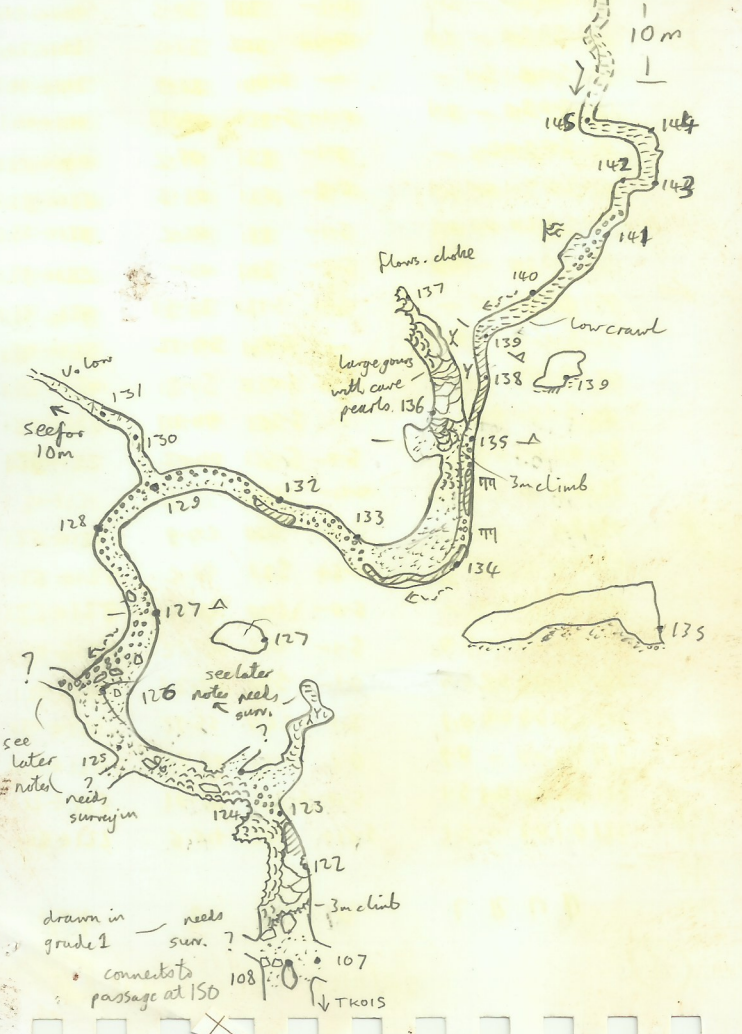 10m
145
144
142
143
141
flows. choke
137
140
low crawl
139
138
139
large gours
with cave
pearls. 136
v. low
131
see for
10m
130
135
3m climb
132
129
133
128
134
127
127
135
?
see later
notes needs
surv.
126
?
see
later
notes
125
?
needs
survey in
124
123
122
3m climb
drawn in
grade 1
needs
surv. ?
107
108
connects to
passage at 150
TK015